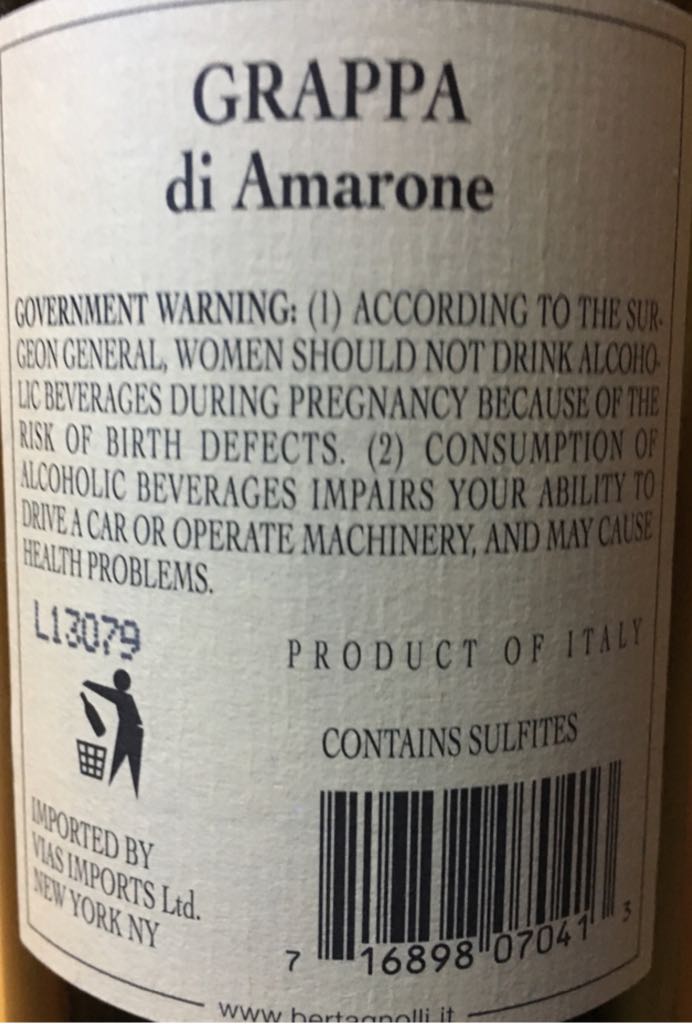 GRAPPA
di Amarone
GOVERNMENT WARNING: (1) ACCORDING TO THE SUR-
GEON GENERAL, WOMEN SHOULD NOT DRINK ALCOHO-
LIC BEVERAGES DURING PREGNANCY BECAUSE OF THE
RISK OF BIRTH DEFECTS. (2) CONSUMPTION OF
ALCOHOLIC BEVERAGES IMPAIRS YOUR ABILITY TO
DRIVE A CAR OR OPERATE MACHINERY, AND MAY CAUSE
HEALTH PROBLEMS.
L13079
PRODUCT OF ITALY
CONTAINS SULFITES
IMPORTED BY
VIAS IMPORTS Ltd.
NEW YORK NY
7 16898 07041 3
www.bertagnolli.it